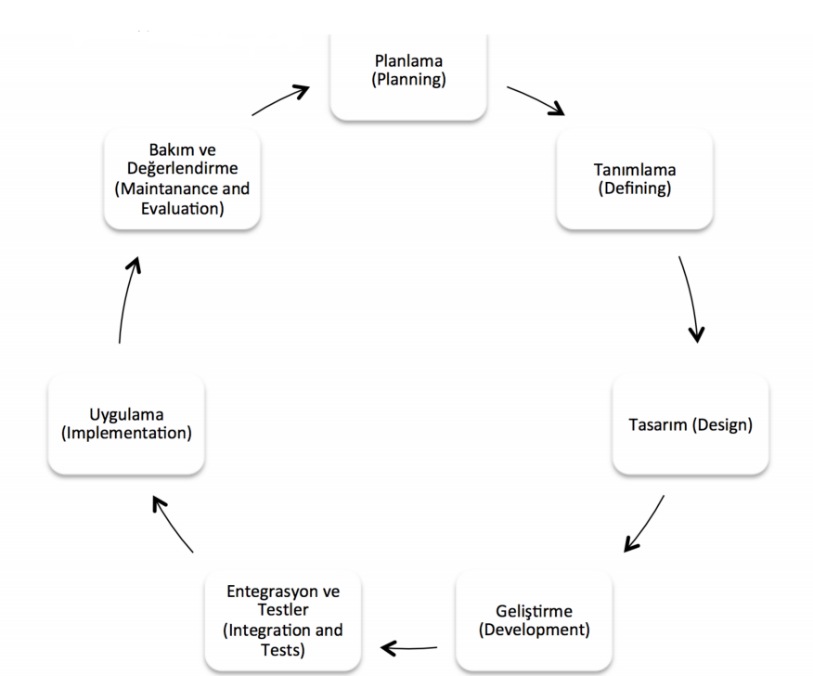 Planlama
(Planning)
Tanımlama
(Defining)
Tasarım (Design)
Geliştirme
(Development)
Entegrasyon ve
Testler
(Integration and
Tests)
Uygulama
(Implementation)
Bakım ve
Değerlendirme
(Maintanance and
Evaluation)